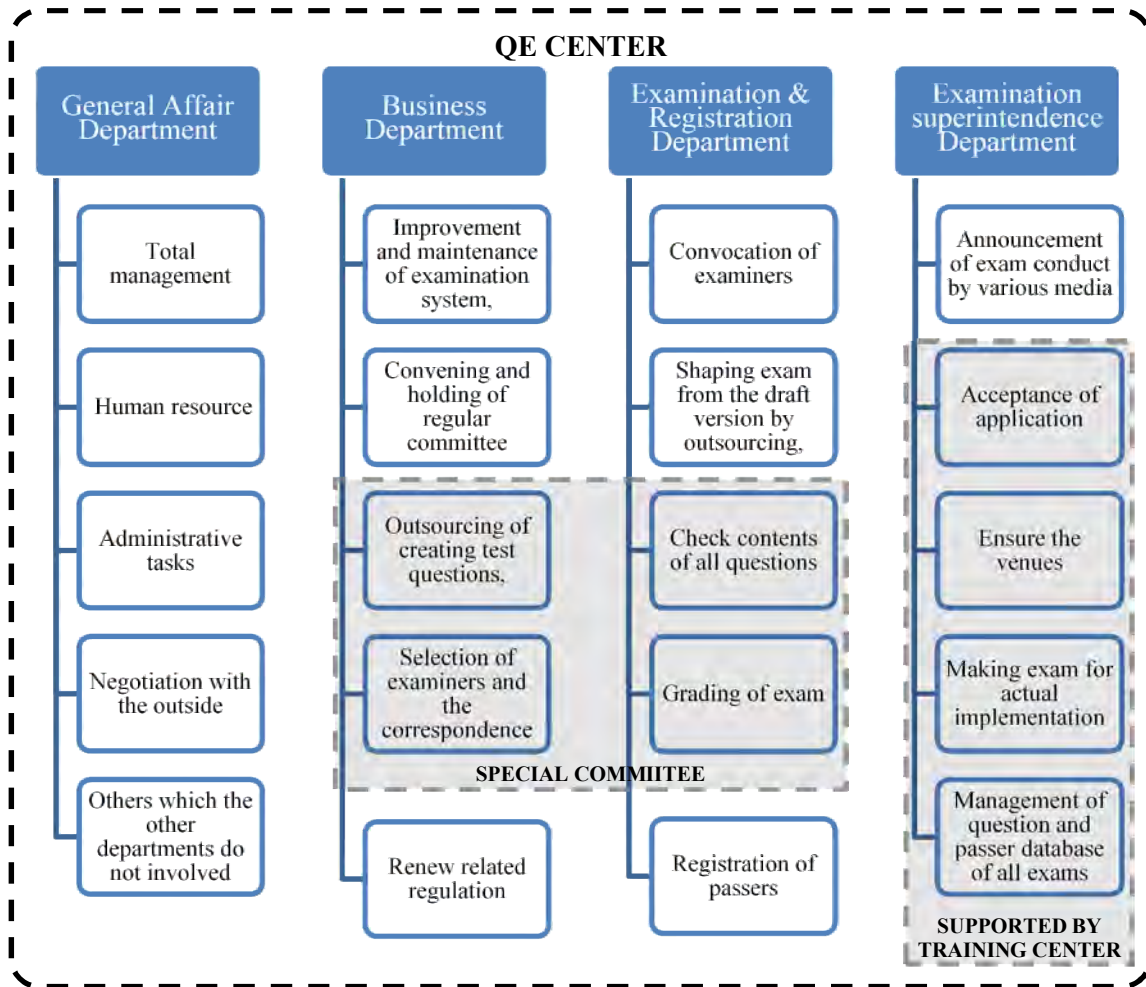 QE CENTER
General Affair
Department
Total
management
Human resource
Administrative
tasks
Negotiation with
the outside
Others which the
other
departments do
not involved
Business
Department
Improvement
and maintenance
of examination
system,
Convening and
holding of
regular
committee
Outsourcing of
creating test
questions,
Selection of
examiners and
the
correspondence
Renew related
regulation
Examination &
Registration
Department
Convocation of
examiners
Shaping exam
from the draft
version by
outsourcing,
Check contents
of all questions
Grading of exam
SPECIAL COMMIITEE
Registration of
passers
Examination
superintendence
Department
Announcement
of exam conduct
by various media
Acceptance of
application
Ensure the
venues
Making exam for
actual
implementation
Management of
question and
passer database
of all exams
SUPPORTED BY
TRAINING CENTER